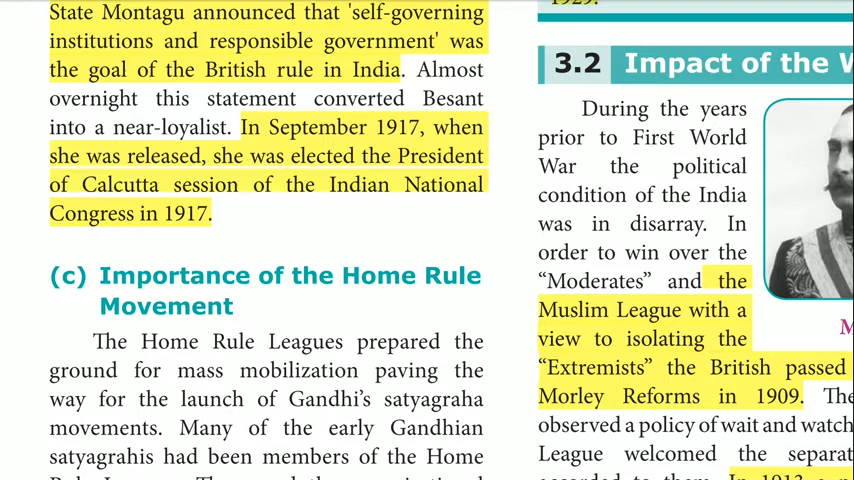 State Montagu announced that 'self-governing
institutions and responsible government' was
the goal of the British rule in India. Almost
overnight this statement converted Besant
into a near-loyalist. In September 1917, when
she was released, she was elected the President
of Calcutta session of the Indian National
Congress in 1917.
(c) Importance of the Home Rule
Movement
The Home Rule Leagues prepared the
ground for mass mobilization paving the
way for the launch of Gandhi's satyagraha
movements. Many of the early Gandhian
satyagrahis had been members of the Home
1929.
3.2 Impact of the W
During the years
prior to First World
War the political
condition of the India
was in disarray. In
order to win over the
“Moderates” and the
Muslim League with a
view to isolating the
“Extremists” the British passed
Morley Reforms in 1909. The
observed a policy of wait and watch
League welcomed the separat
accorded to them. In 1913
M